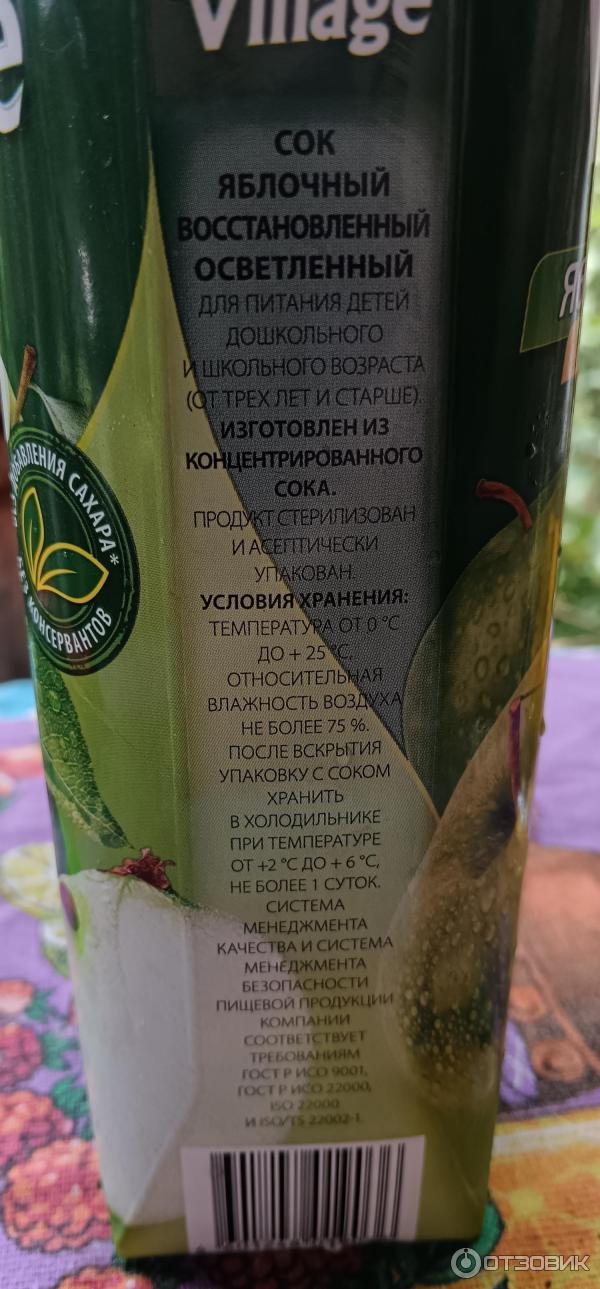 Village
СОК
ЯБЛОЧНЫЙ
ВОССТАНОВЛЕННЫЙ
ОСВЕТЛЕННЫЙ
ДЛЯ ПИТАНИЯ ДЕТЕЙ
ДОШКОЛЬНОГО
И ШКОЛЬНОГО ВОЗРАСТА
(ОТ ТРЕХ ЛЕТ И СТАРШЕ).
ИЗГОТОВЛЕН ИЗ
КОНЦЕНТРИРОВАННОГО
СОКА.
ПРОДУКТ СТЕРИЛИЗОВАН
И АСЕПТИЧЕСКИ
УПАКОВАН.
УСЛОВИЯ ХРАНЕНИЯ:
ТЕМПЕРАТУРА ОТ 0 °C
ДО + 25 °C,
ОТНОСИТЕЛЬНАЯ
ВЛАЖНОСТЬ ВОЗДУХА
НЕ БОЛЕЕ 75 %.
ПОСЛЕ ВСКРЫТИЯ
УПАКОВКУ С СОКОМ
ХРАНИТЬ
В ХОЛОДИЛЬНИКЕ
ПРИ ТЕМПЕРАТУРЕ
ОТ +2 °C ДО + 6 °C,
НЕ БОЛЕЕ 1 СУТОК.
СИСТЕМА
МЕНЕДЖМЕНТА
КАЧЕСТВА И СИСТЕМА
МЕНЕДЖМЕНТА
БЕЗОПАСНОСТИ
ПИЩЕВОЙ ПРОДУКЦИИ
КОМПАНИИ
СООТВЕТСТВУЕТ
ТРЕБОВАНИЯМ
ГОСТ Р ИСО 9001,
ГОСТ Р ИСО 22000,
ISO 22000
И ISO/TS 22002-1.
САХАРА*
КОНСЕРВАНТОВ
ОТЗОВИК